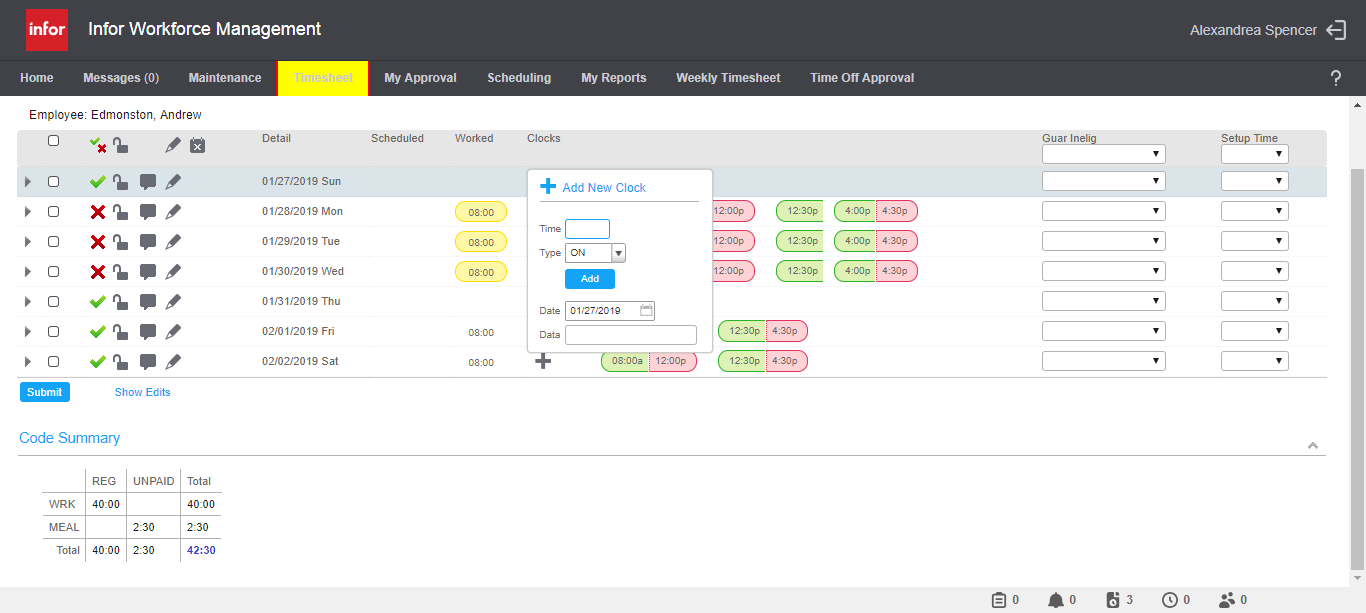 infor Infor Workforce Management Alexandrea Spencer
Home Messages (0) Maintenance Timesheet My Approval Scheduling My Reports Weekly Timesheet Time Off Approval ?
Employee: Edmonston, Andrew
Detail Scheduled Worked Clocks Guar Inelig Setup Time
01/27/2019 Sun
Add New Clock
01/28/2019 Mon 08:00 12:00p 12:30p 4:00p 4:30p
Time
01/29/2019 Tue 08:00 12:00p 12:30p 4:00p 4:30p
Type ON
01/30/2019 Wed 08:00 12:00p 12:30p 4:00p 4:30p
Add
01/31/2019 Thu
Date 01/27/2019
02/01/2019 Fri 08:00 12:30p 4:30p
Data
02/02/2019 Sat 08:00 08:00a 12:00p 12:30p 4:30p
Submit Show Edits
Code Summary
REG UNPAID Total
WRK 40:00 40:00
MEAL 2:30 2:30
Total 40:00 2:30 42:30
0 0 3 0 0